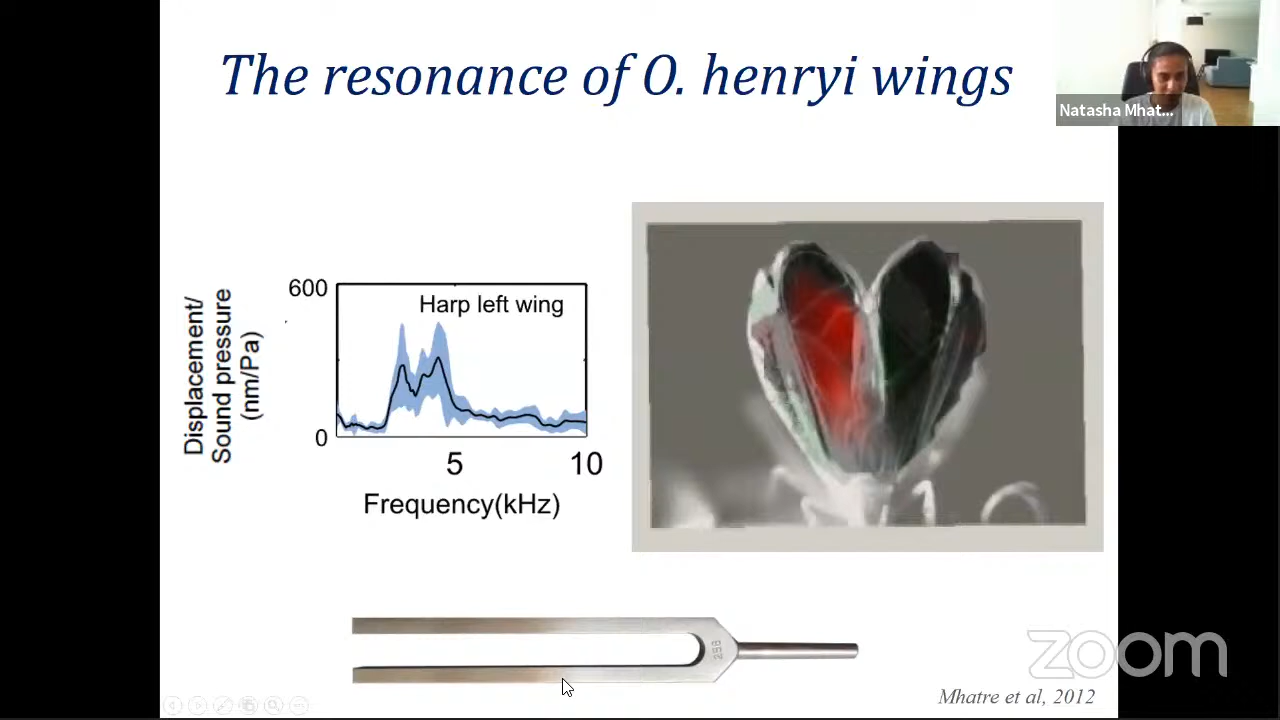 The resonance of O. henryi wings
Natasha Mhat...
Displacement/
Sound pressure
(nm/Pa)
600
0
Harp left wing
5
10
Frequency(kHz)
256
zoom
Mhatre et al, 2012